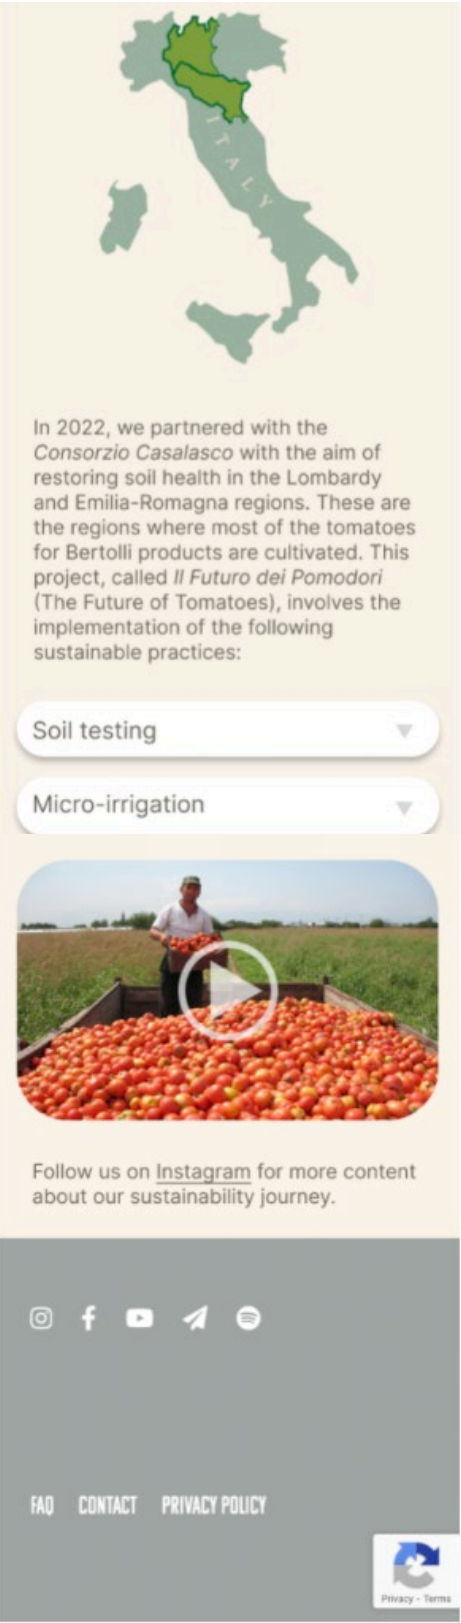 ITALY
In 2022, we partnered with the
Consorzio Casalasco with the aim of
restoring soil health in the Lombardy
and Emilia-Romagna regions. These are
the regions where most of the tomatoes
for Bertolli products are cultivated. This
project, called Il Futuro dei Pomodori
(The Future of Tomatoes), involves the
implementation of the following
sustainable practices:
Soil testing
Micro-irrigation
Follow us on Instagram for more content
about our sustainability journey.
FAQ CONTACT PRIVACY POLICY
Privacy - Terms